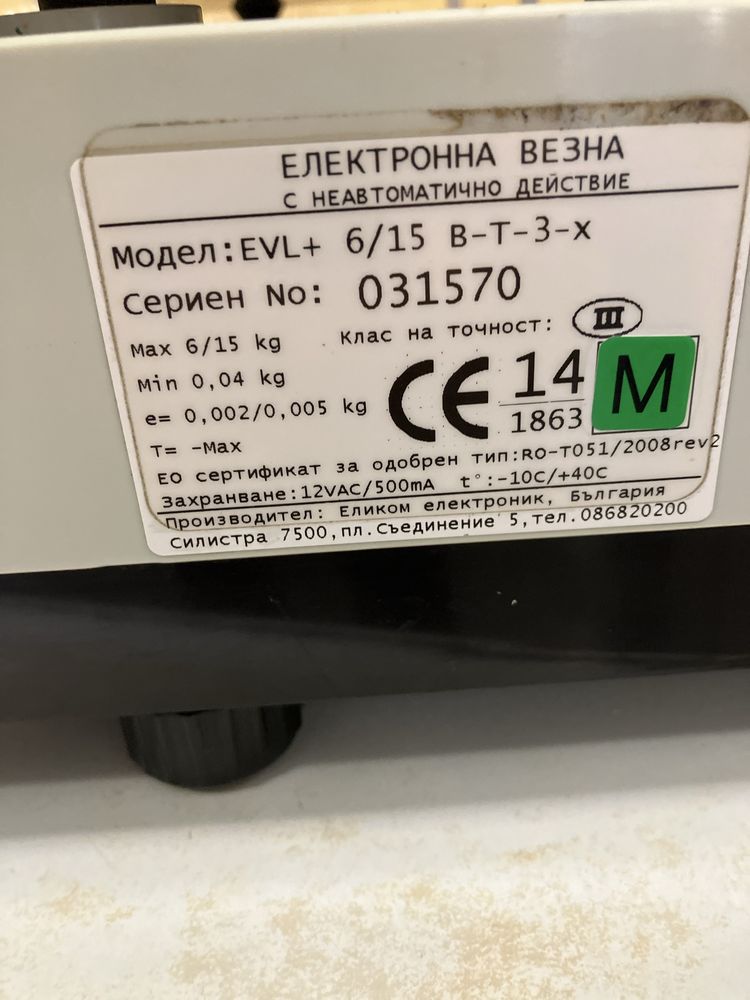 ЕЛЕКТРОННА ВЕЗНА
С НЕАВТОМАТИЧНО ДЕЙСТВИЕ
Модел:EVL+ 6/15 B-T-3-x
Сериен No: 031570
Max 6/15 kg
Клас на точност: III
Min 0,04 kg
e= 0,002/0,005 kg
CE 14
1863
M
T= -Max
ЕО сертификат за одобрен тип:RO-T051/2008rev2
Захранване:12VAC/500mA t°:-10C/+40C
Производител: Еликом електроник, България
Силистра 7500,пл.Съединение 5,тел.086820200